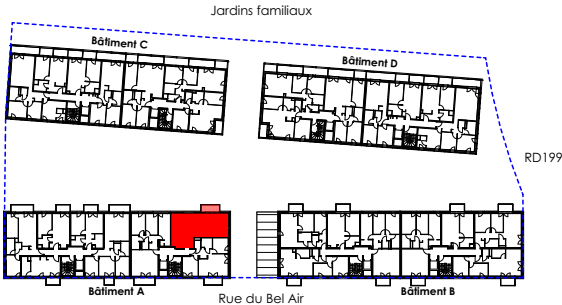 Jardins familiaux
Bâtiment C
Bâtiment D
RD199
Bâtiment A
Bâtiment B
Rue du Bel Air